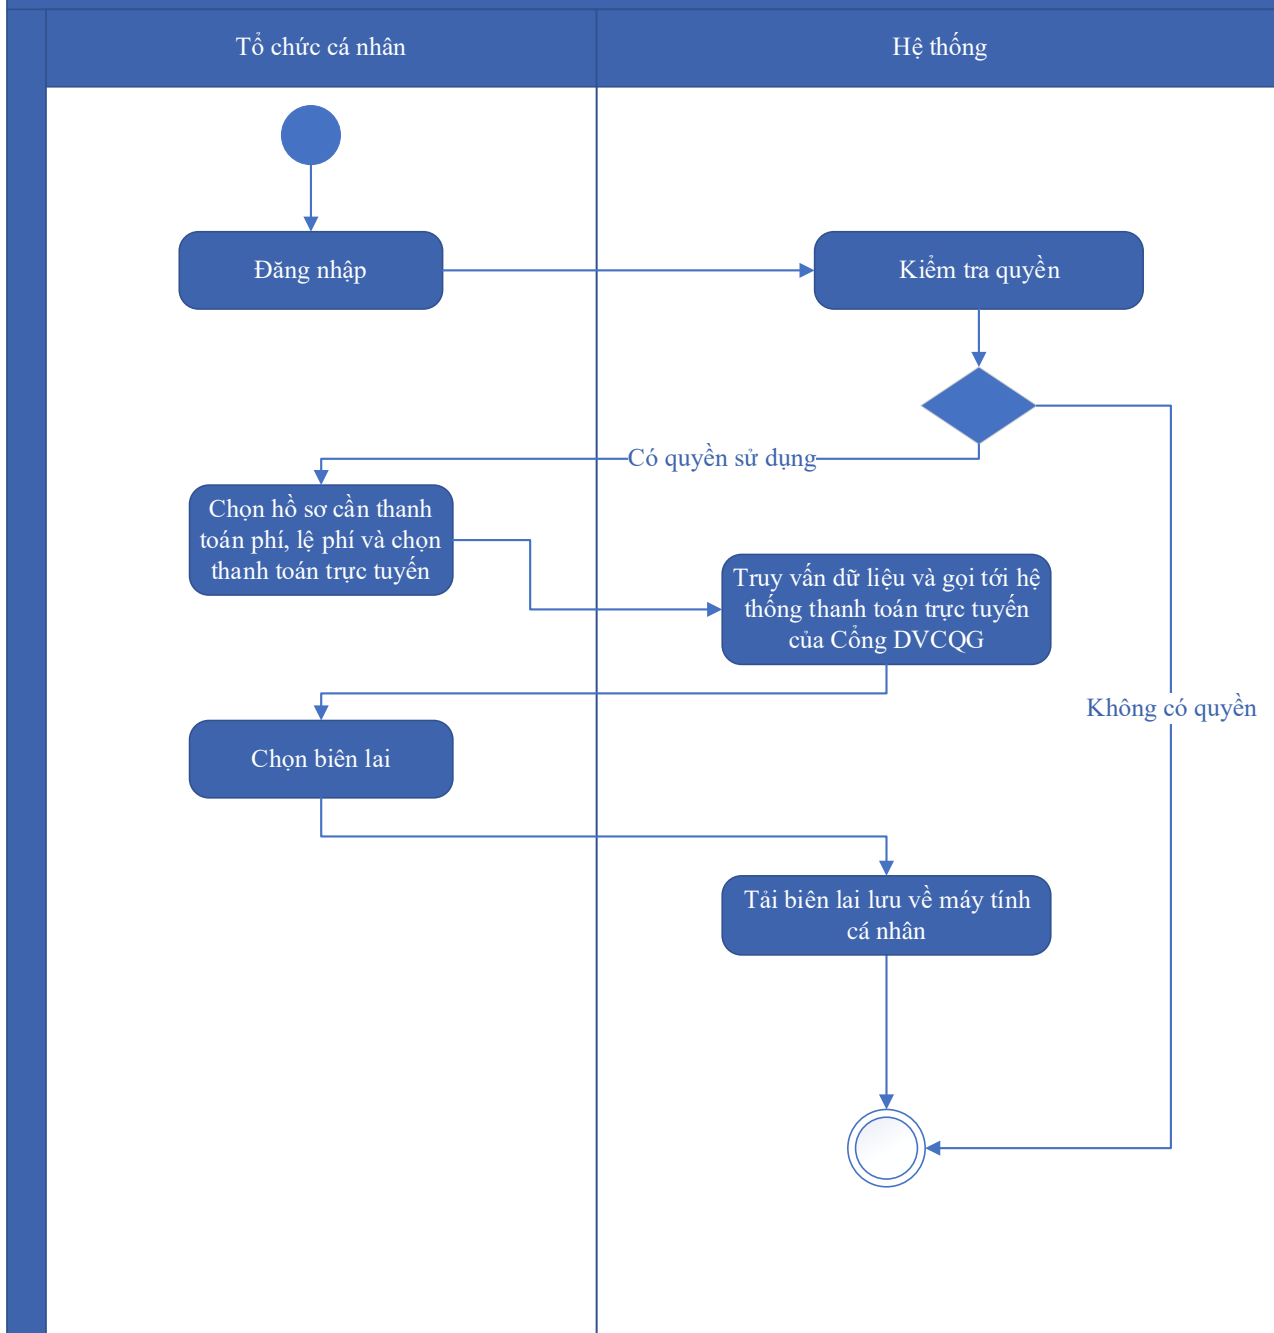 Tổ chức cá nhân
Hệ thống
Đăng nhập
Kiểm tra quyền
Có quyền sử dụng
Chọn hồ sơ cần thanh
toán phí, lệ phí và chọn
thanh toán trực tuyến
Truy vấn dữ liệu và gọi tới hệ
thống thanh toán trực tuyến
của Cổng DVCQG
Không có quyền
Chọn biên lai
Tải biên lai lưu về máy tính
cá nhân